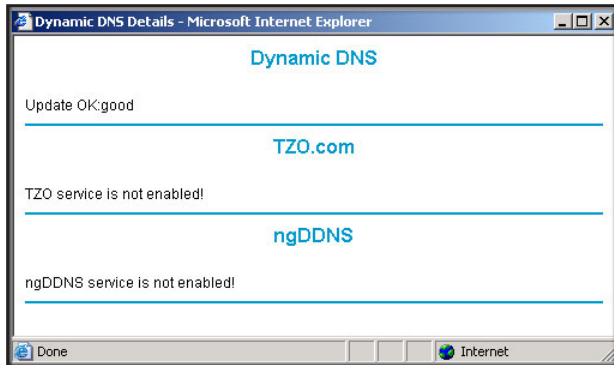 Dynamic DNS Details - Microsoft Internet Explorer
Dynamic DNS
Update OK:good
TZO.com
TZO service is not enabled!
ngDDNS
ngDDNS service is not enabled!
Done
Internet